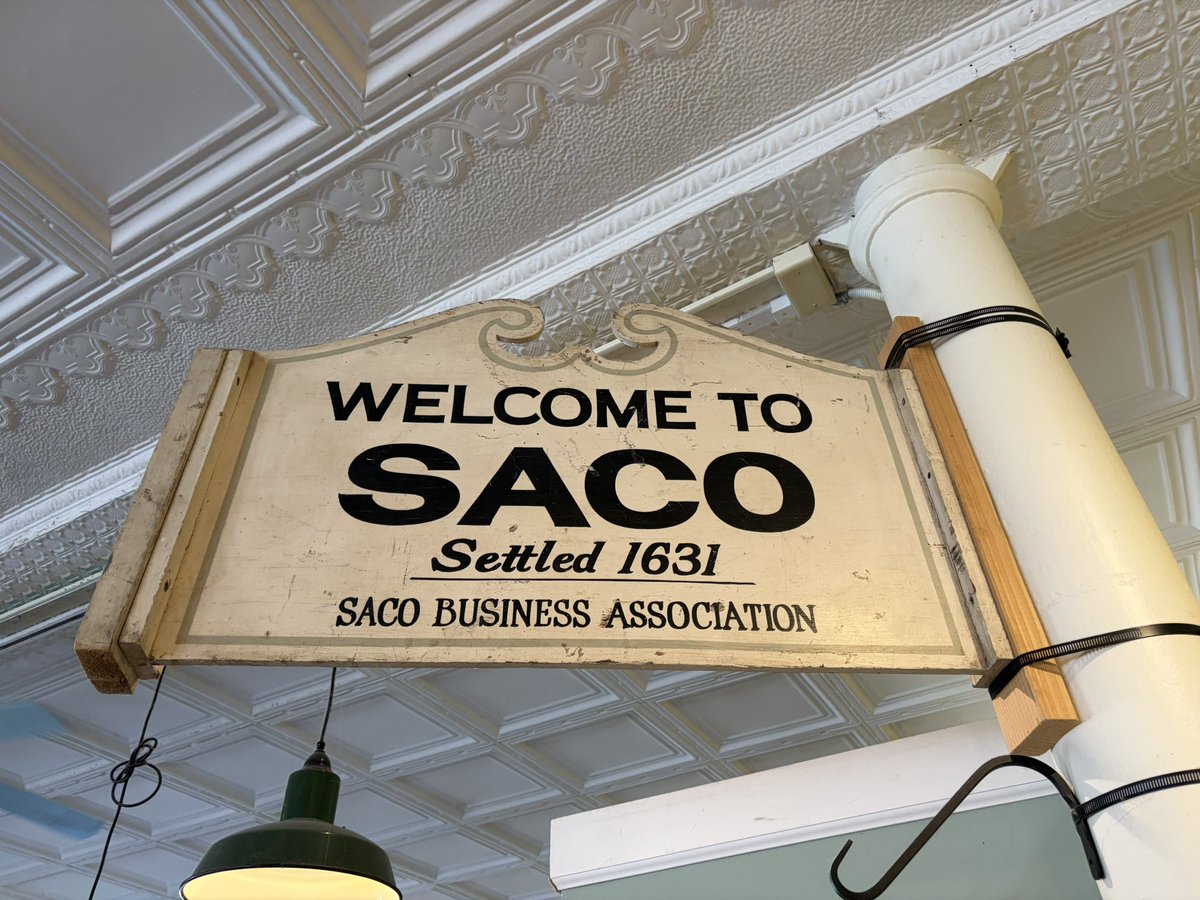 WELCOME TO
SACO
Settled 1631
SACO BUSINESS ASSOCIATION